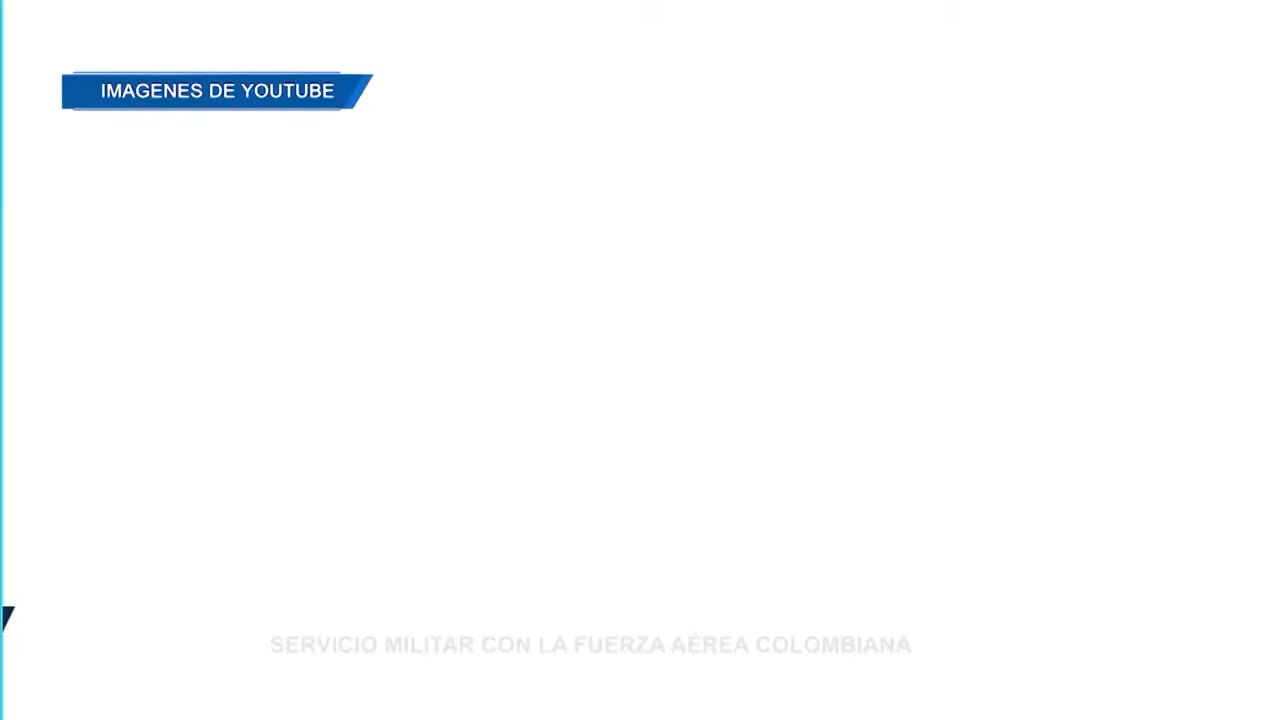 IMAGENES DE YOUTUBE
SERVICIO MILITAR CON LA FUERZA AÉREA COLOMBIANA